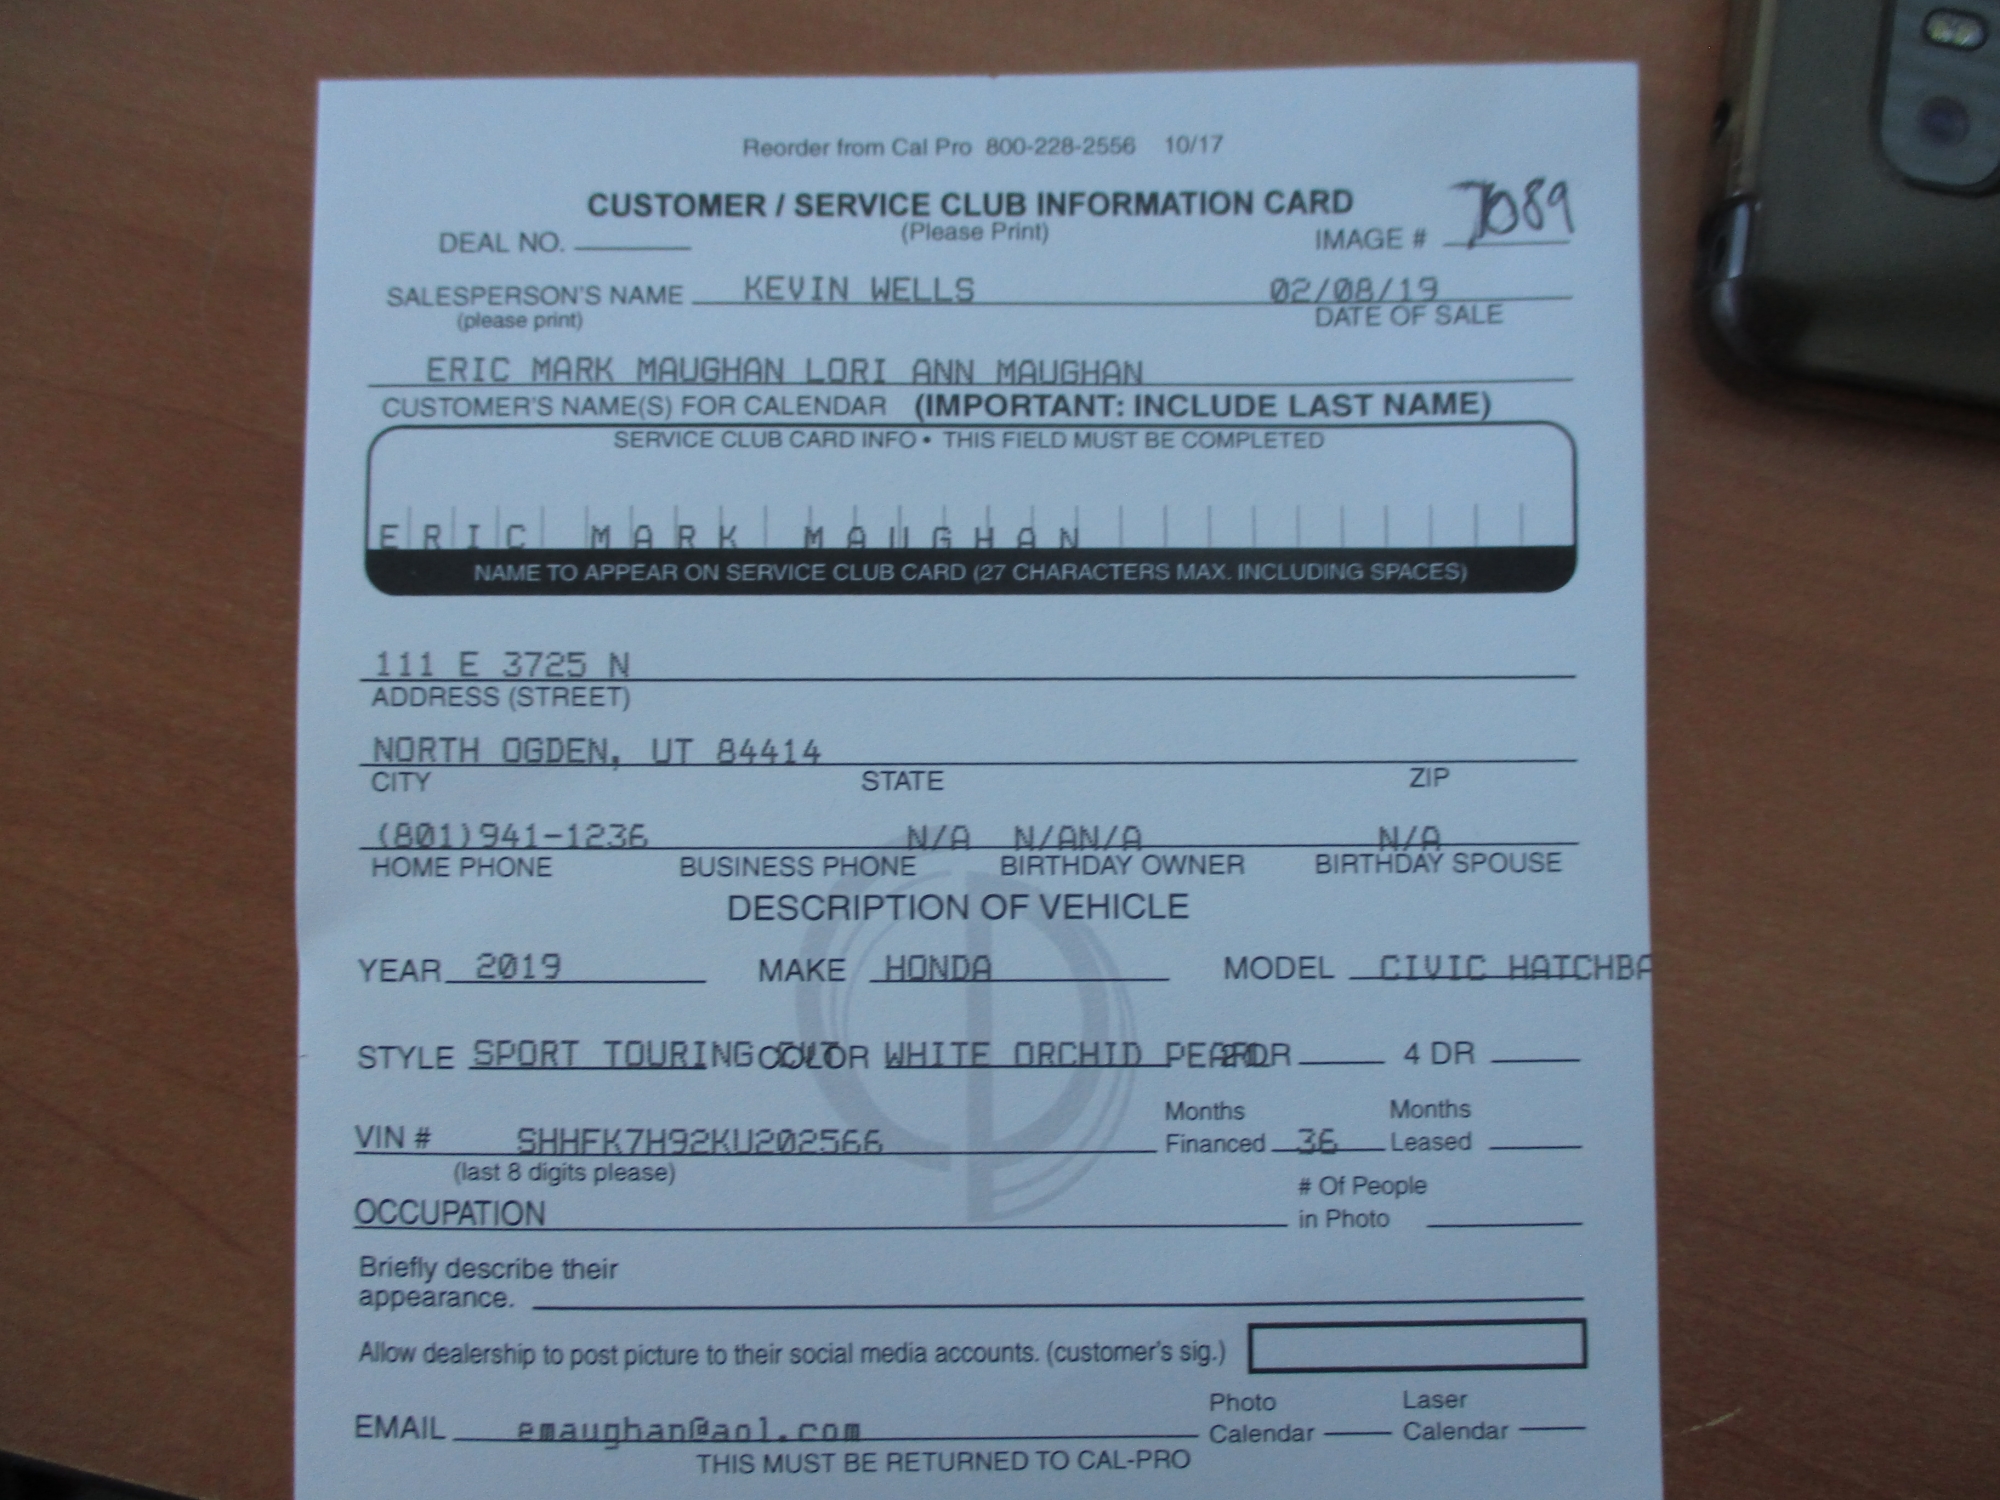 Reorder from Cal Pro 800-228-2556 10/17
CUSTOMER / SERVICE CLUB INFORMATION CARD
(Please Print)
DEAL NO. IMAGE # 7089
SALESPERSON'S NAME KEVIN WELLS 02/08/19
(please print) DATE OF SALE
ERIC MARK MAUGHAN LORI ANN MAUGHAN
CUSTOMER'S NAME(S) FOR CALENDAR (IMPORTANT: INCLUDE LAST NAME)
SERVICE CLUB CARD INFO • THIS FIELD MUST BE COMPLETED
ERIC MARK MAUGHAN
NAME TO APPEAR ON SERVICE CLUB CARD (27 CHARACTERS MAX. INCLUDING SPACES)
111 E 3725 N
ADDRESS (STREET)
NORTH OGDEN, UT 84414
CITY STATE ZIP
(801)941-1236 N/A N/AN/A N/A
HOME PHONE BUSINESS PHONE BIRTHDAY OWNER BIRTHDAY SPOUSE
DESCRIPTION OF VEHICLE
YEAR 2019 MAKE HONDA MODEL CIVIC HATCHBA
STYLE SPORT TOURING COLOR WHITE ORCHID PEARL 2 DR 4 DR
Months Months
VIN # SHHFK7H92KU202566 Financed 36 Leased
(last 8 digits please)
# Of People
OCCUPATION in Photo
Briefly describe their
appearance.
Allow dealership to post picture to their social media accounts. (customer's sig.)
Photo Laser
EMAIL emaughan@aol.com Calendar Calendar
THIS MUST BE RETURNED TO CAL-PRO